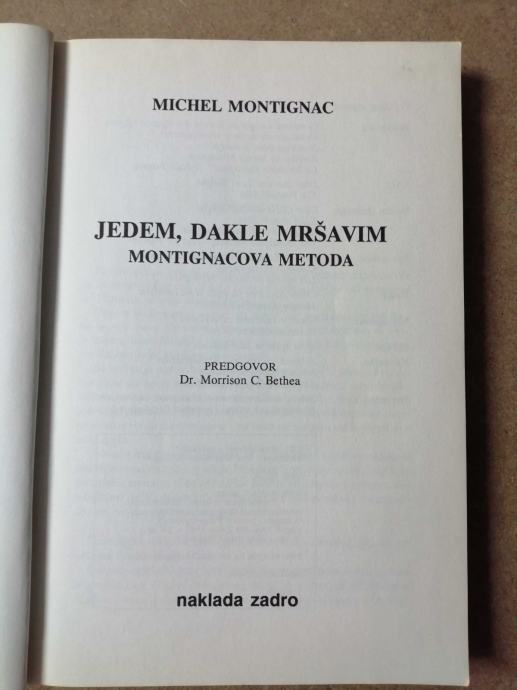 MICHEL MONTIGNAC
JEDEM, DAKLE MRŠAVIM
MONTIGNACOVA METODA
PREDGOVOR
Dr. Morrison C. Bethea
naklada zadro